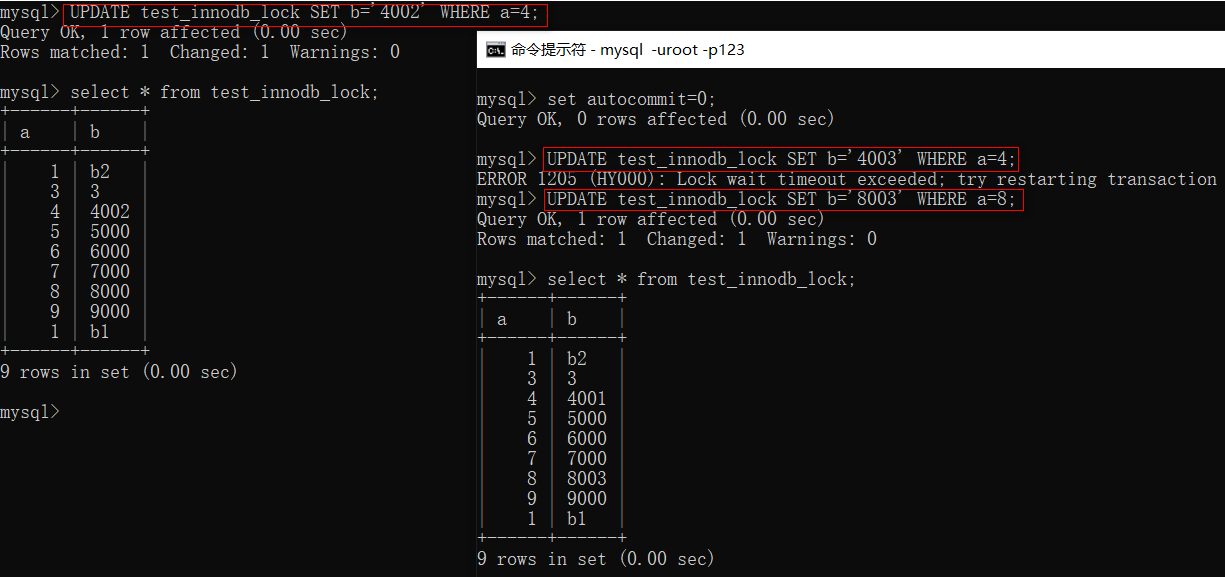 mysql> UPDATE test_innodb_lock SET b='4002' WHERE a=4;
Query OK, 1 row affected (0.00 sec)
Rows matched: 1  Changed: 1  Warnings: 0
mysql> select * from test_innodb_lock;
+------+------+
| a    | b    |
+------+------+
|    1 | b2   |
|    3 | 3    |
|    4 | 4002 |
|    5 | 5000 |
|    6 | 6000 |
|    7 | 7000 |
|    8 | 8000 |
|    9 | 9000 |
|    1 | b1   |
+------+------+
9 rows in set (0.00 sec)
mysql>
命令提示符 - mysql  -uroot -p123
mysql> set autocommit=0;
Query OK, 0 rows affected (0.00 sec)
mysql> UPDATE test_innodb_lock SET b='4003' WHERE a=4;
ERROR 1205 (HY000): Lock wait timeout exceeded; try restarting transaction
mysql> UPDATE test_innodb_lock SET b='8003' WHERE a=8;
Query OK, 1 row affected (0.00 sec)
Rows matched: 1  Changed: 1  Warnings: 0
mysql> select * from test_innodb_lock;
+------+------+
| a    | b    |
+------+------+
|    1 | b2   |
|    3 | 3    |
|    4 | 4001 |
|    5 | 5000 |
|    6 | 6000 |
|    7 | 7000 |
|    8 | 8003 |
|    9 | 9000 |
|    1 | b1   |
+------+------+
9 rows in set (0.00 sec)